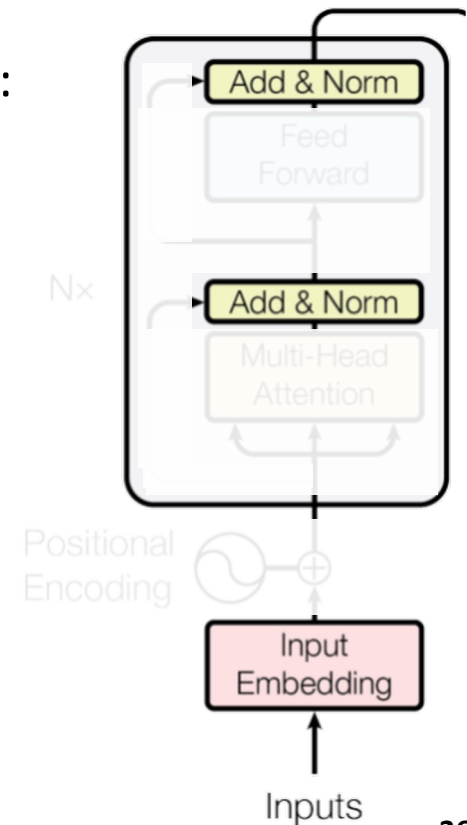 :
Add & Norm
Feed
Forward
Nx
Add & Norm
Multi-Head
Attention
Positional
Encoding
Input
Embedding
Inputs